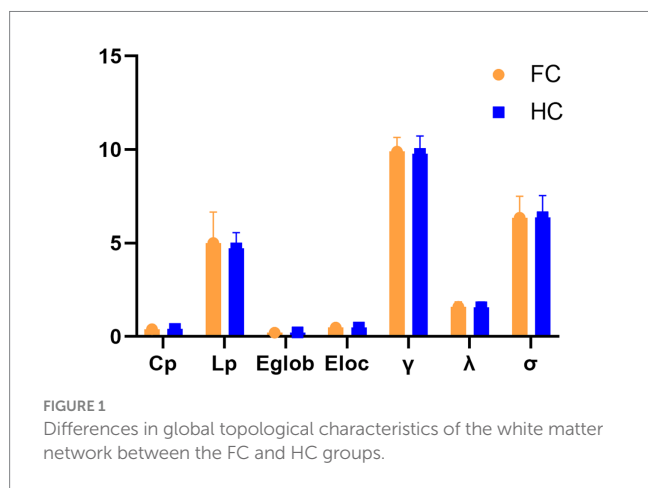 15
10
5
0
FC
HC
Cp Lp Eglob Eloc γ λ σ
FIGURE 1
Differences in global topological characteristics of the white matter
network between the FC and HC groups.